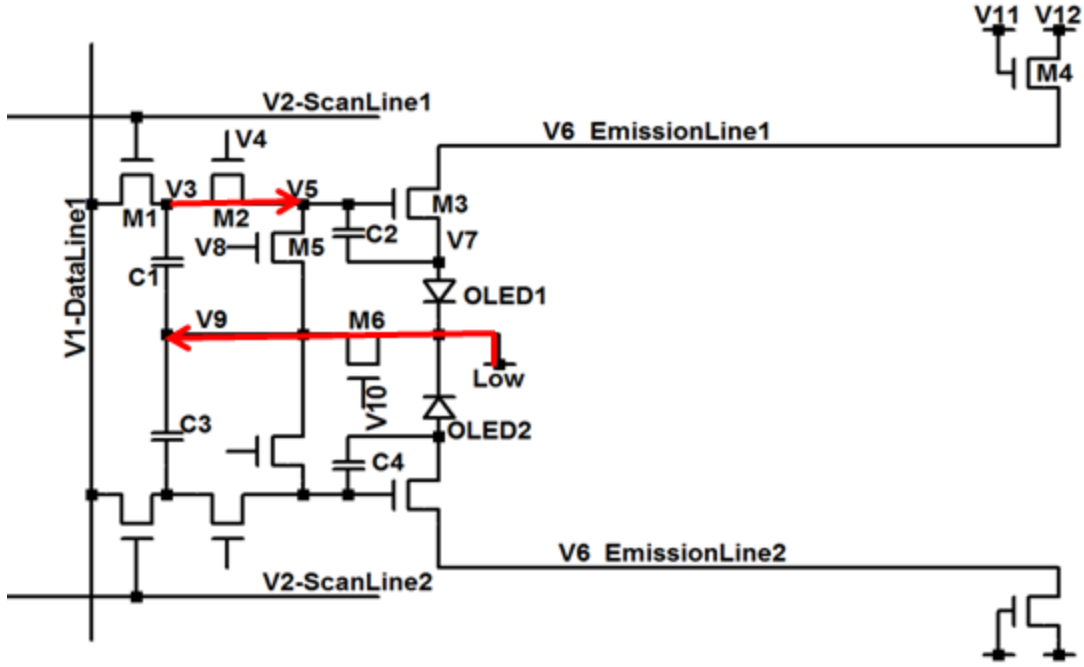 V11 V12
M4
V2-ScanLine1
V6 EmissionLine1
V4
V3 V5
M1 M2 M3
C2
V7
V8 M5
C1
OLED1
V1-DataLine1
V9 M6
Low
V10
C3
OLED2
C4
V6 EmissionLine2
V2-ScanLine2